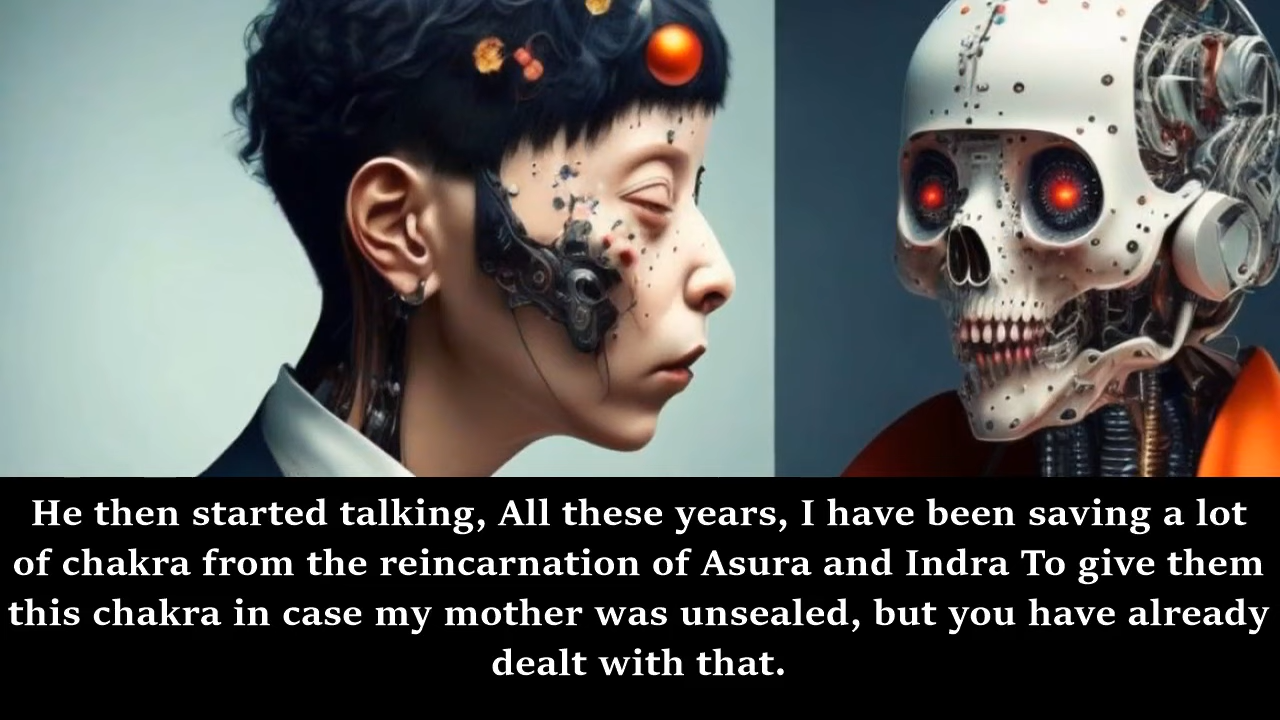 He then started talking, All these years, I have been saving a lot
of chakra from the reincarnation of Asura and Indra To give them
this chakra in case my mother was unsealed, but you have already
dealt with that.